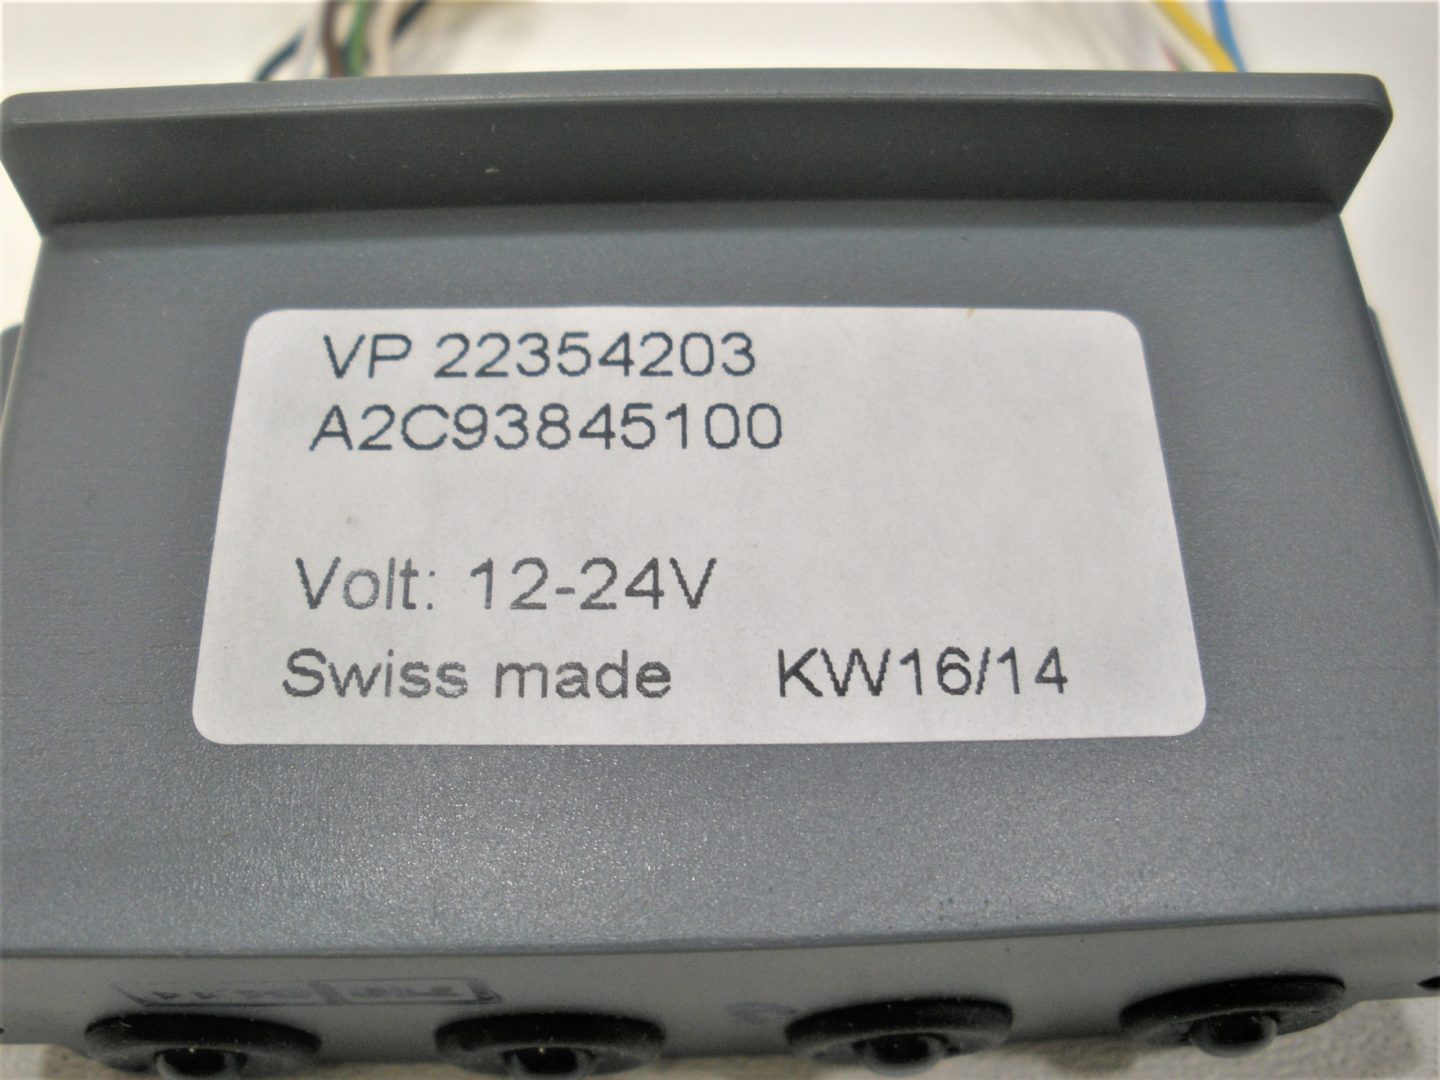 VP 22354203
A2C93845100
Volt: 12-24V
Swiss made KW16/14